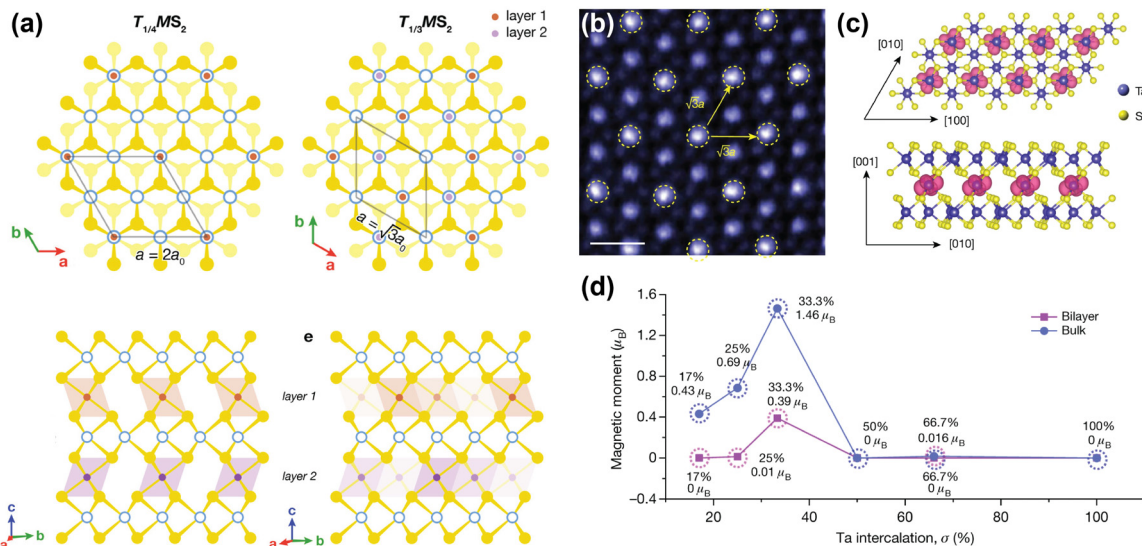 (a)
T1/4MS2
T1/3MS2
layer 1
layer 2
b
a
a = 2a0
b
a
a = √3a0
e
layer 1
layer 2
c
a
b
c
a
b
(b)
√3a
√3a
(c)
[010]
[100]
Ta
S
[001]
[010]
(d)
Magnetic moment (μB)
1.6
1.2
0.8
0.4
0
−0.4
17%
0.43 μB
25%
0.69 μB
33.3%
1.46 μB
33.3%
0.39 μB
17%
0 μB
25%
0.01 μB
50%
0 μB
66.7%
0.016 μB
66.7%
0 μB
100%
0 μB
Bilayer
Bulk
20
40
60
80
100
Ta intercalation, σ (%)